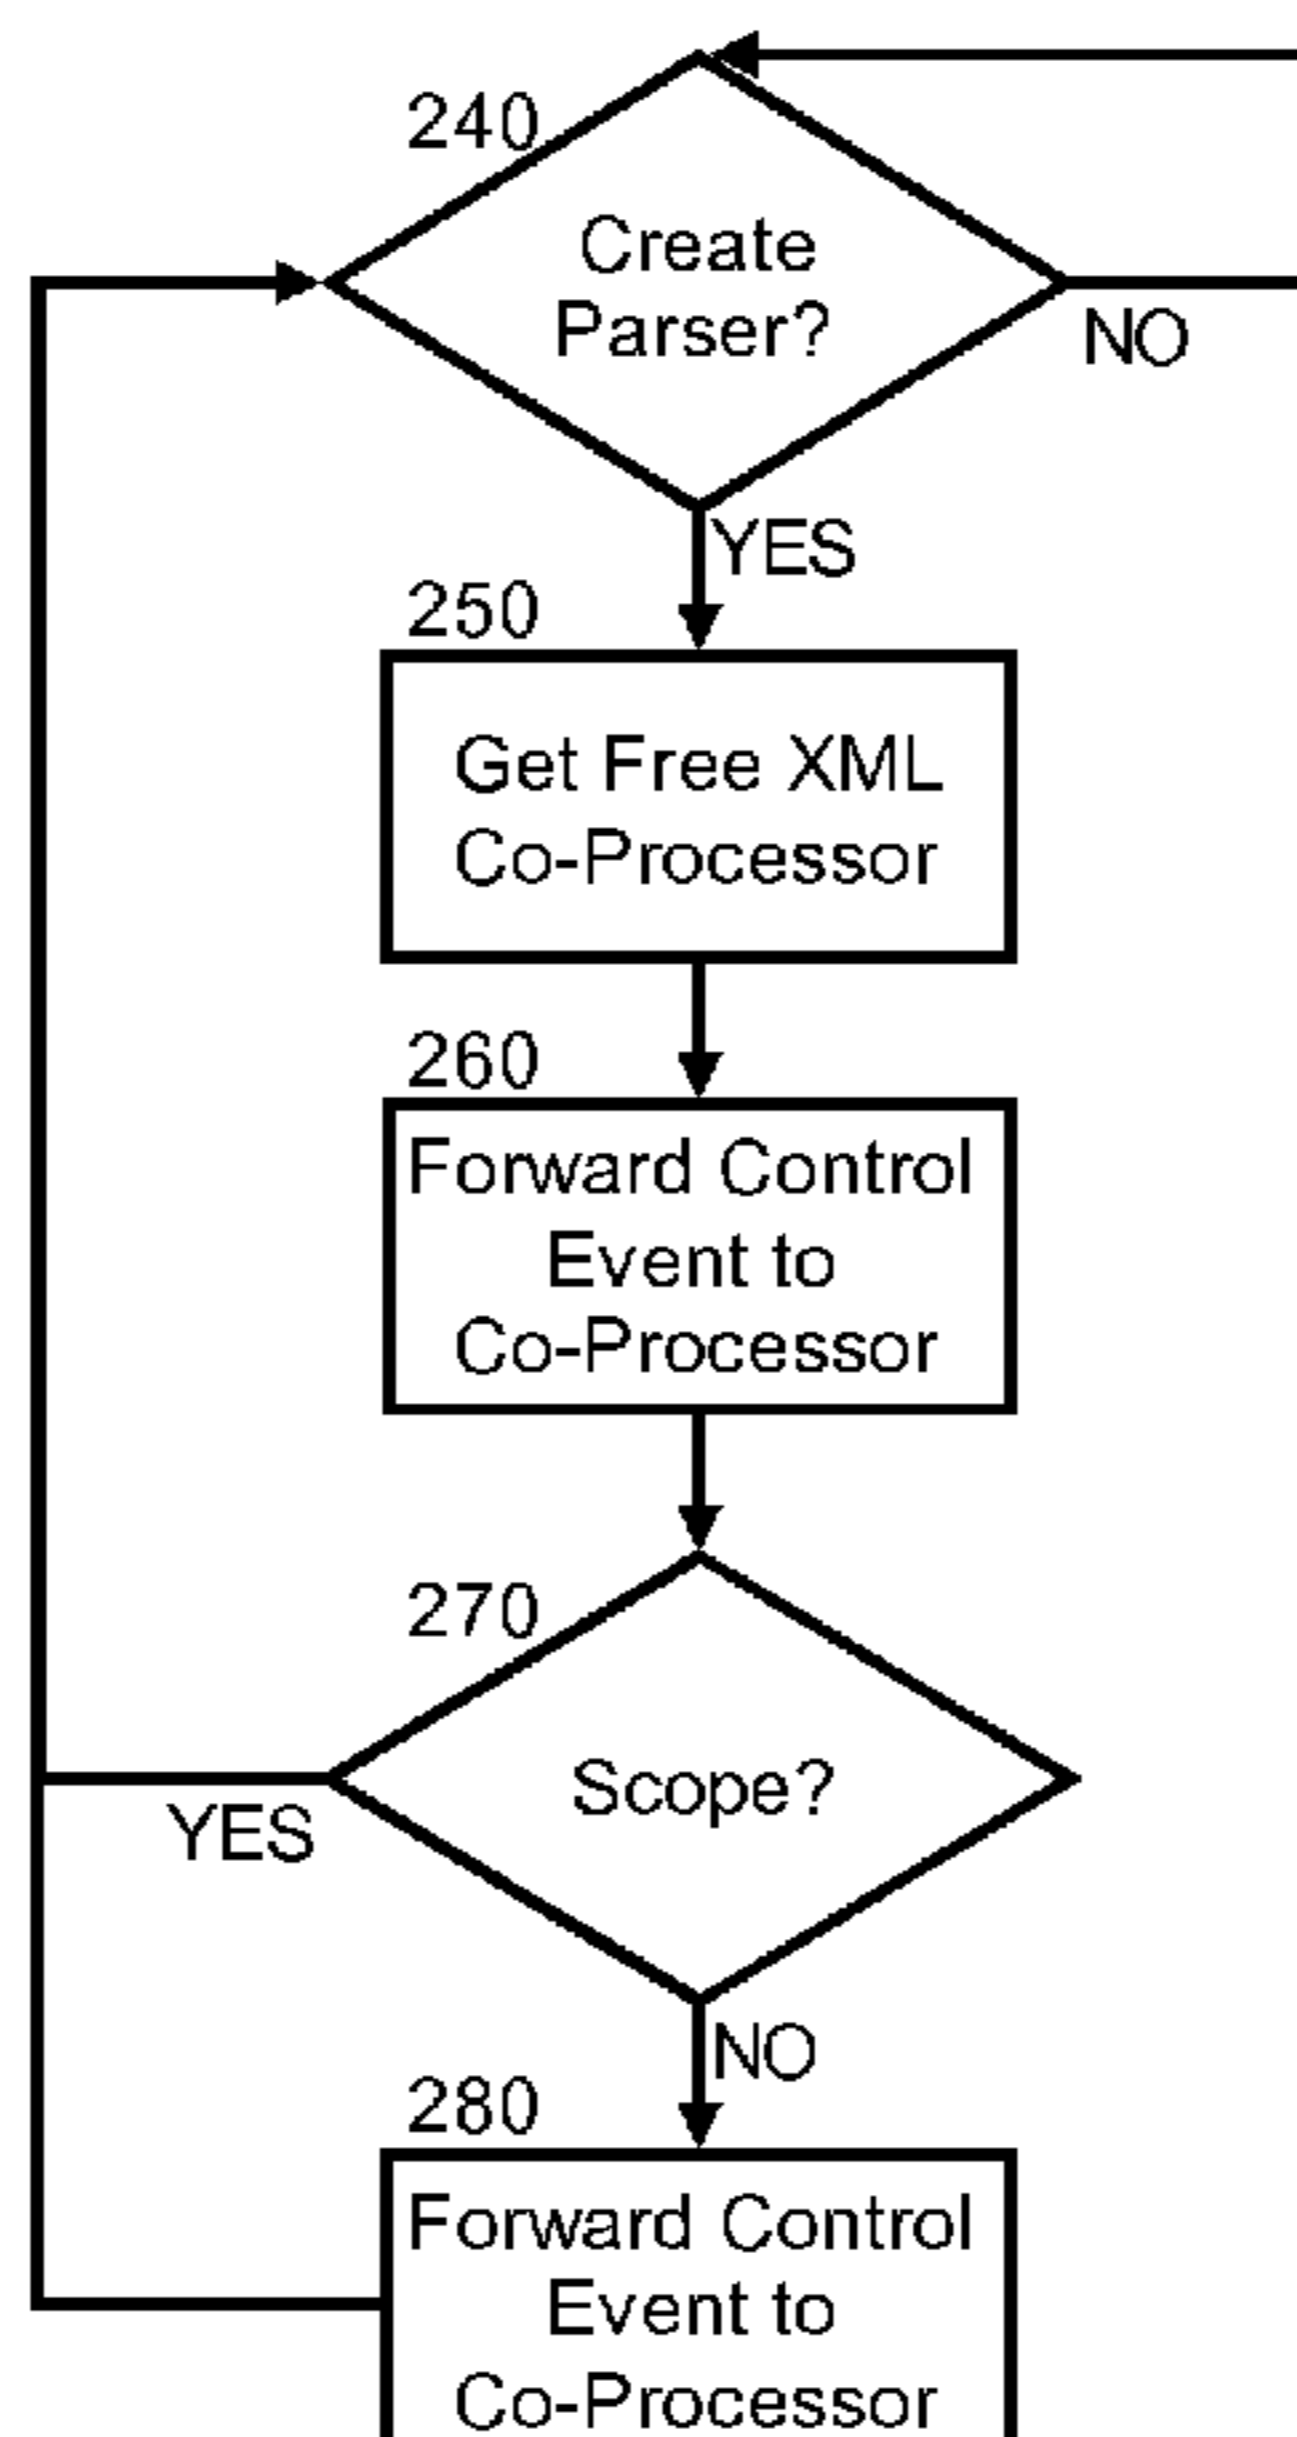 240
Create
Parser?
NO
YES
250
Get Free XML
Co-Processor
260
Forward Control
Event to
Co-Processor
270
Scope?
YES
NO
280
Forward Control
Event to
Co-Processor